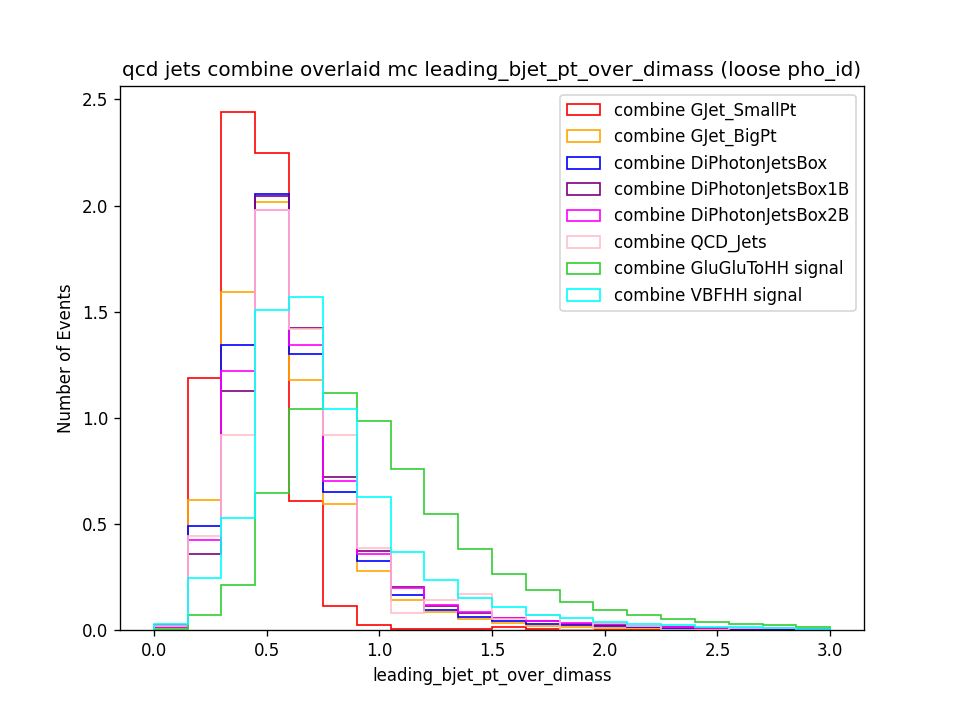 qcd jets combine overlaid mc leading_bjet_pt_over_dimass (loose pho_id)
combine GJet_SmallPt
combine GJet_BigPt
combine DiPhotonJetsBox
combine DiPhotonJetsBox1B
combine DiPhotonJetsBox2B
combine QCD_Jets
combine GluGluToHH signal
combine VBFHH signal
Number of Events
2.5
2.0
1.5
1.0
0.5
0.0
0.0 0.5 1.0 1.5 2.0 2.5 3.0
leading_bjet_pt_over_dimass